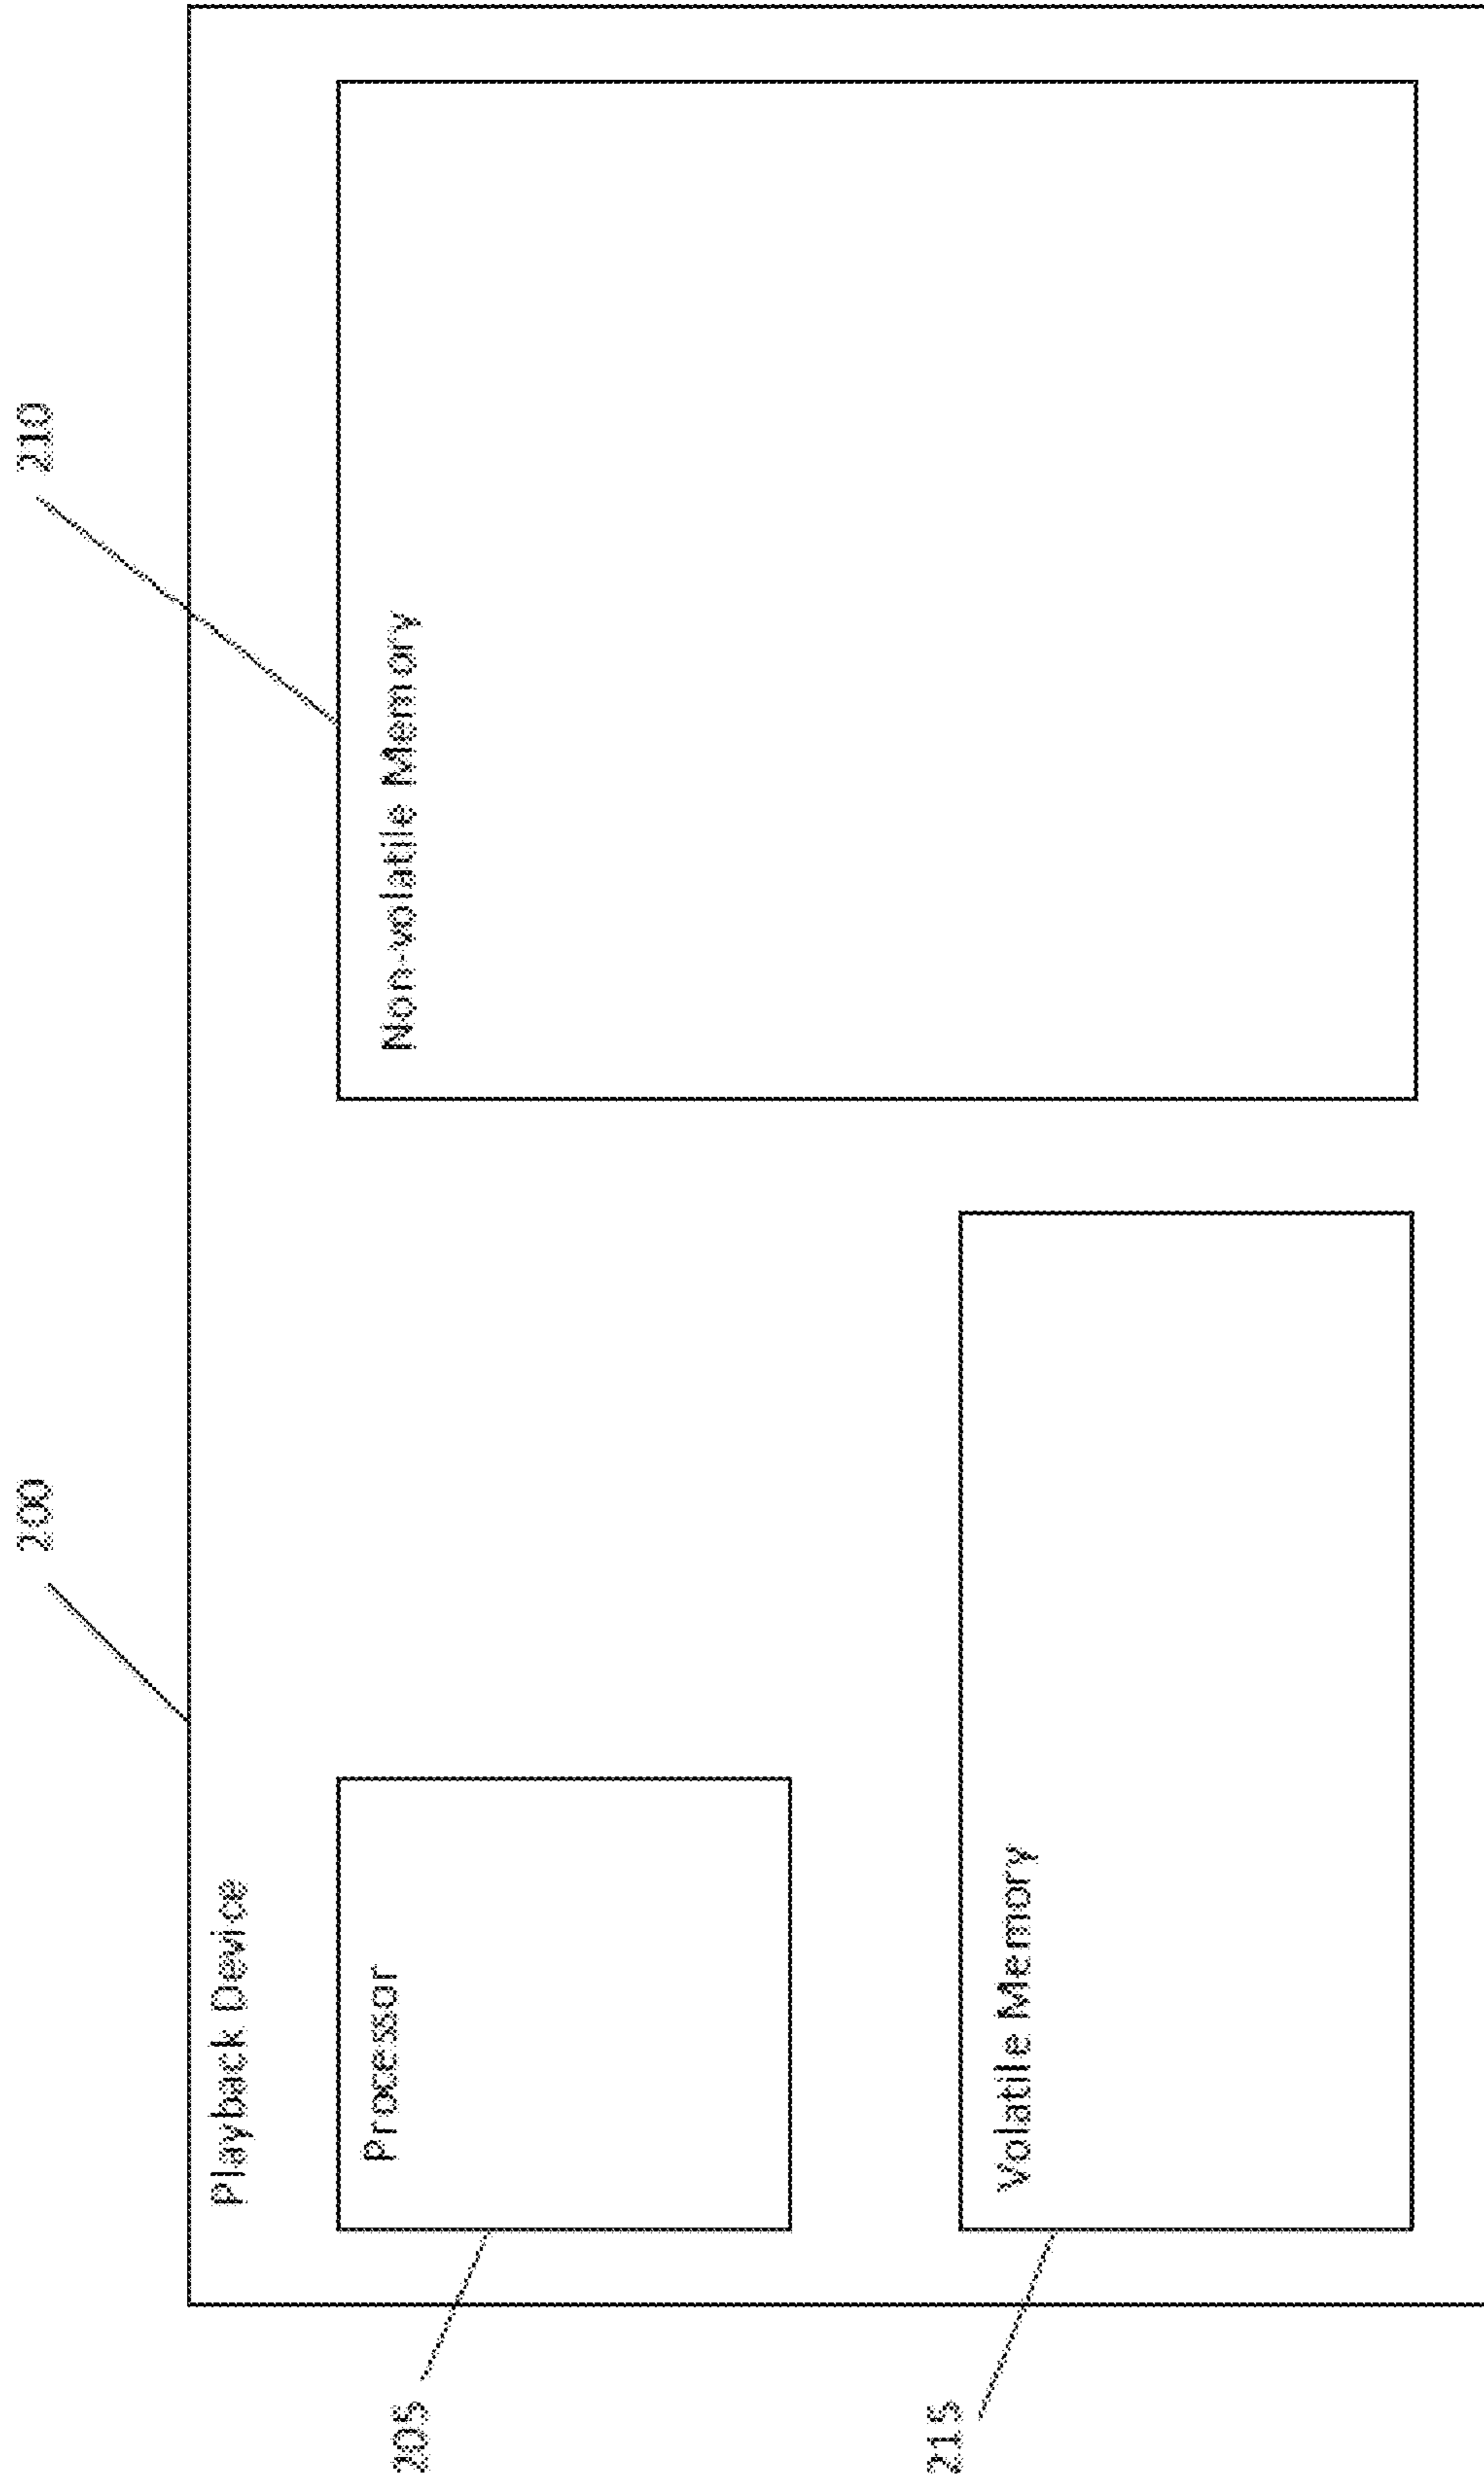 200
210
Playback Device
205
Processor
Non-volatile Memory
215
Volatile Memory